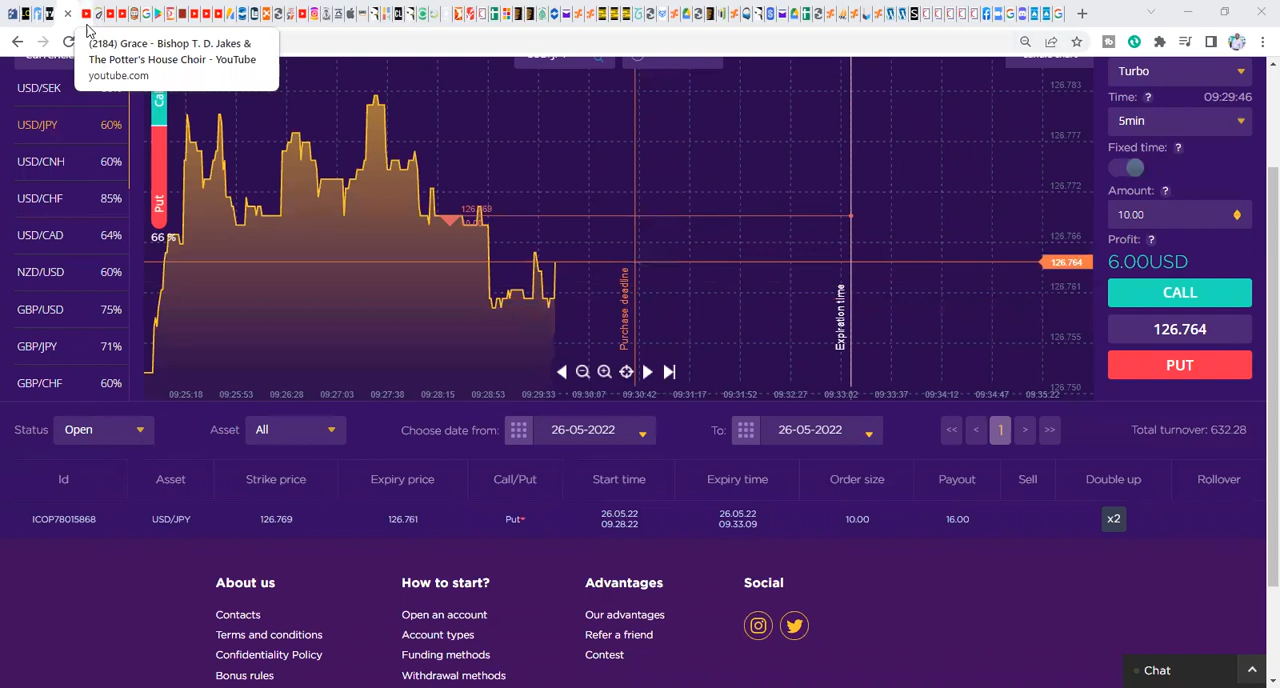 (2184) Grace - Bishop T. D. Jakes &
The Potter's House Choir - YouTube
youtube.com
USD/SEK
USD/JPY 60%
USD/CNH 60%
USD/CHF 85%
USD/CAD 64%
NZD/USD 60%
GBP/USD 75%
GBP/JPY 71%
GBP/CHF 60%
Put
66 %
126.769
10.00
Purchase deadline
Expiration time
126.783
126.777
126.772
126.766
126.764
126.761
126.755
126.750
09:25:18 09:25:53 09:26:28 09:27:03 09:27:38 09:28:15 09:28:53 09:29:33 09:30:07 09:30:42 09:31:17 09:31:52 09:32:27 09:33:02 09:33:37 09:34:12 09:34:47 09:35:22
Turbo
Time: ? 09:29:46
5min
Fixed time: ?
Amount: ?
10.00
Profit: ?
6.00USD
CALL
126.764
PUT
Status Open Asset All Choose date from: 26-05-2022 To: 26-05-2022 << < 1 > >> Total turnover: 632.28
Id Asset Strike price Expiry price Call/Put Start time Expiry time Order size Payout Sell Double up Rollover
ICOP78015868 USD/JPY 126.769 126.761 Put 26.05.22 09.28.22 26.05.22 09.33.09 10.00 16.00 x2
About us How to start? Advantages Social
Contacts Open an account Our advantages
Terms and conditions Account types Refer a friend
Confidentiality Policy Funding methods Contest
Bonus rules Withdrawal methods
Chat